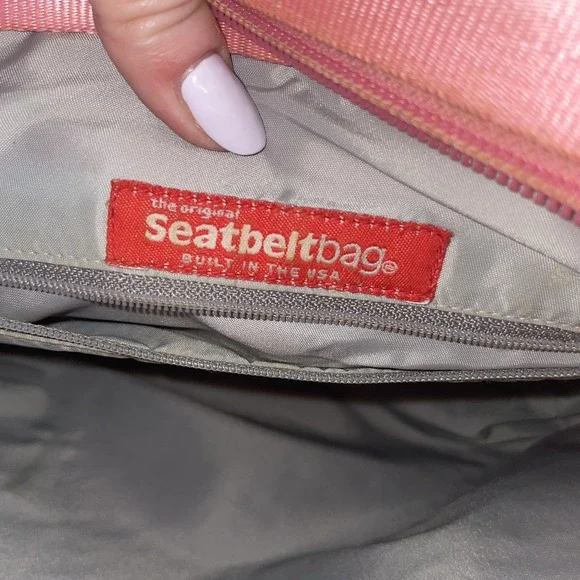 the original
Seatbeltbag®
BUILT IN THE USA